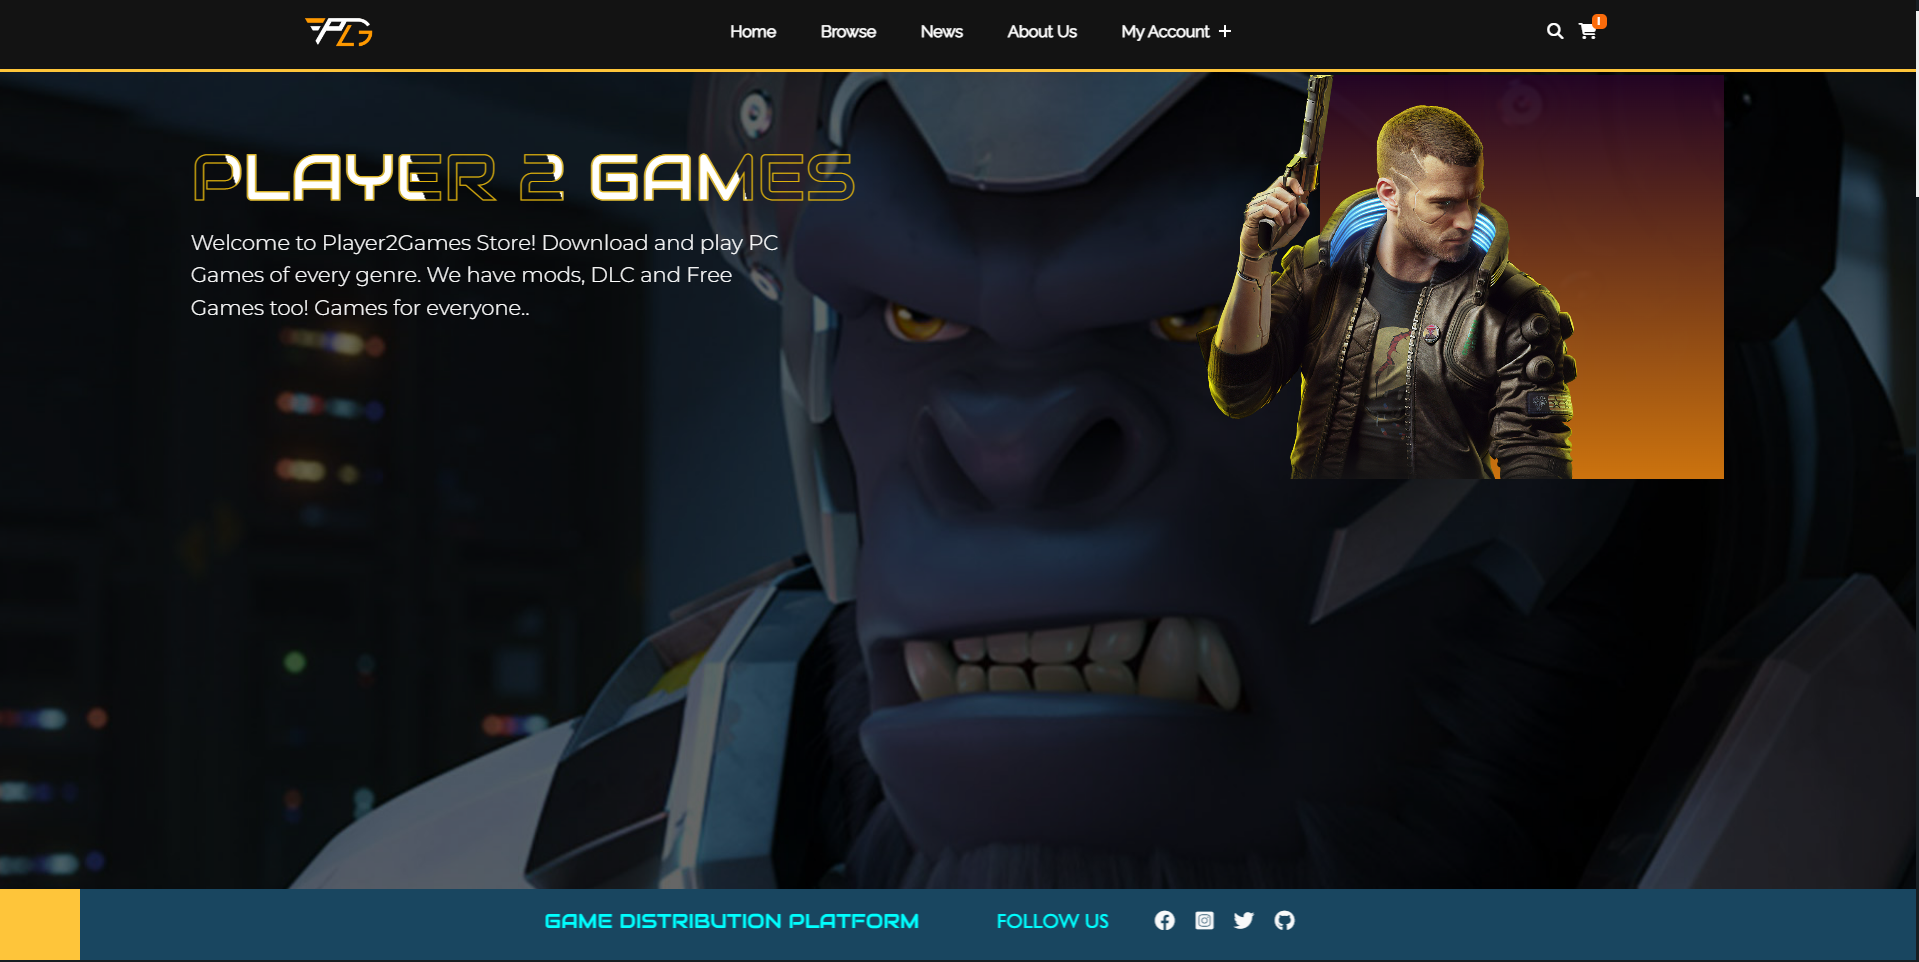 PLG
Home Browse News About Us My Account +
1
PLAYER 2 GAMES
Welcome to Player2Games Store! Download and play PC
Games of every genre. We have mods, DLC and Free
Games too! Games for everyone..
GAME DISTRIBUTION PLATFORM FOLLOW US